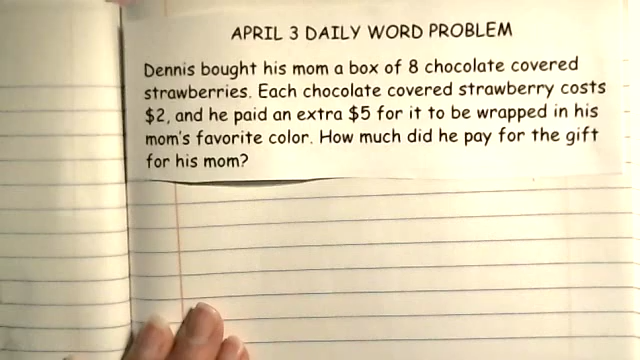 APRIL 3 DAILY WORD PROBLEM
Dennis bought his mom a box of 8 chocolate covered
strawberries. Each chocolate covered strawberry costs
$2, and he paid an extra $5 for it to be wrapped in his
mom's favorite color. How much did he pay for the gift
for his mom?